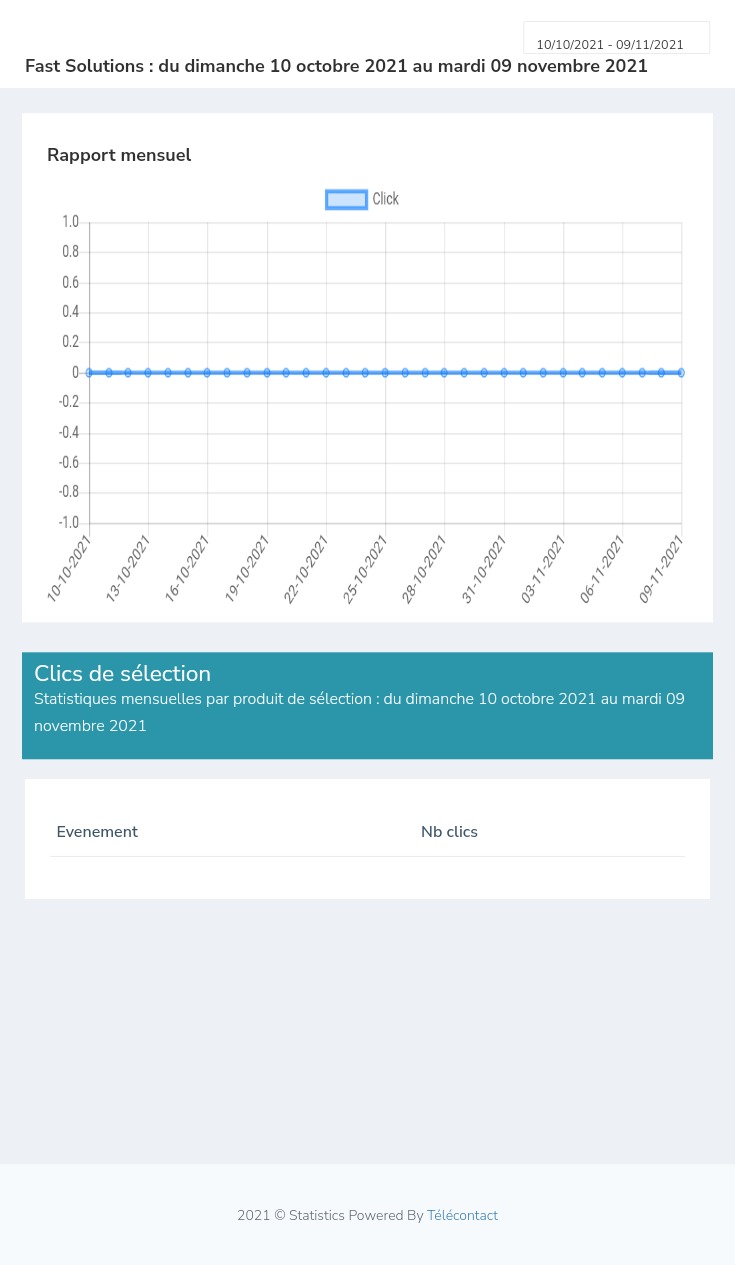 10/10/2021 - 09/11/2021
Fast Solutions : du dimanche 10 octobre 2021 au mardi 09 novembre 2021
Rapport mensuel
Click
1.0
0.8
0.6
0.4
0.2
0
-0.2
-0.4
-0.6
-0.8
-1.0
10-10-2021
13-10-2021
16-10-2021
19-10-2021
22-10-2021
25-10-2021
28-10-2021
31-10-2021
03-11-2021
06-11-2021
09-11-2021
Clics de sélection
Statistiques mensuelles par produit de sélection : du dimanche 10 octobre 2021 au mardi 09
novembre 2021
Evenement Nb clics
2021 © Statistics Powered By Télécontact